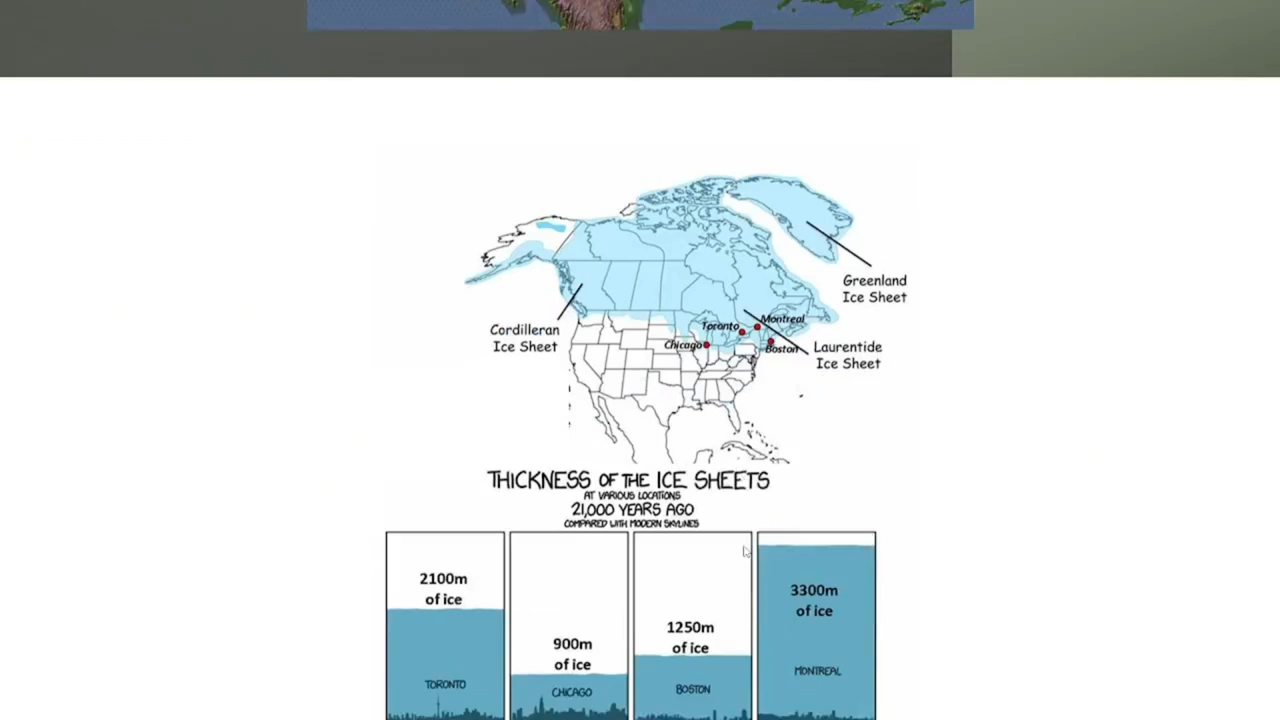 Greenland
Ice Sheet
Cordilleran
Ice Sheet
Toronto
Montreal
Chicago
Boston
Laurentide
Ice Sheet
THICKNESS OF THE ICE SHEETS
AT VARIOUS LOCATIONS
21,000 YEARS AGO
COMPARED WITH MODERN SKYLINES
2100m
of ice
TORONTO
900m
of ice
CHICAGO
1250m
of ice
BOSTON
3300m
of ice
MONTREAL